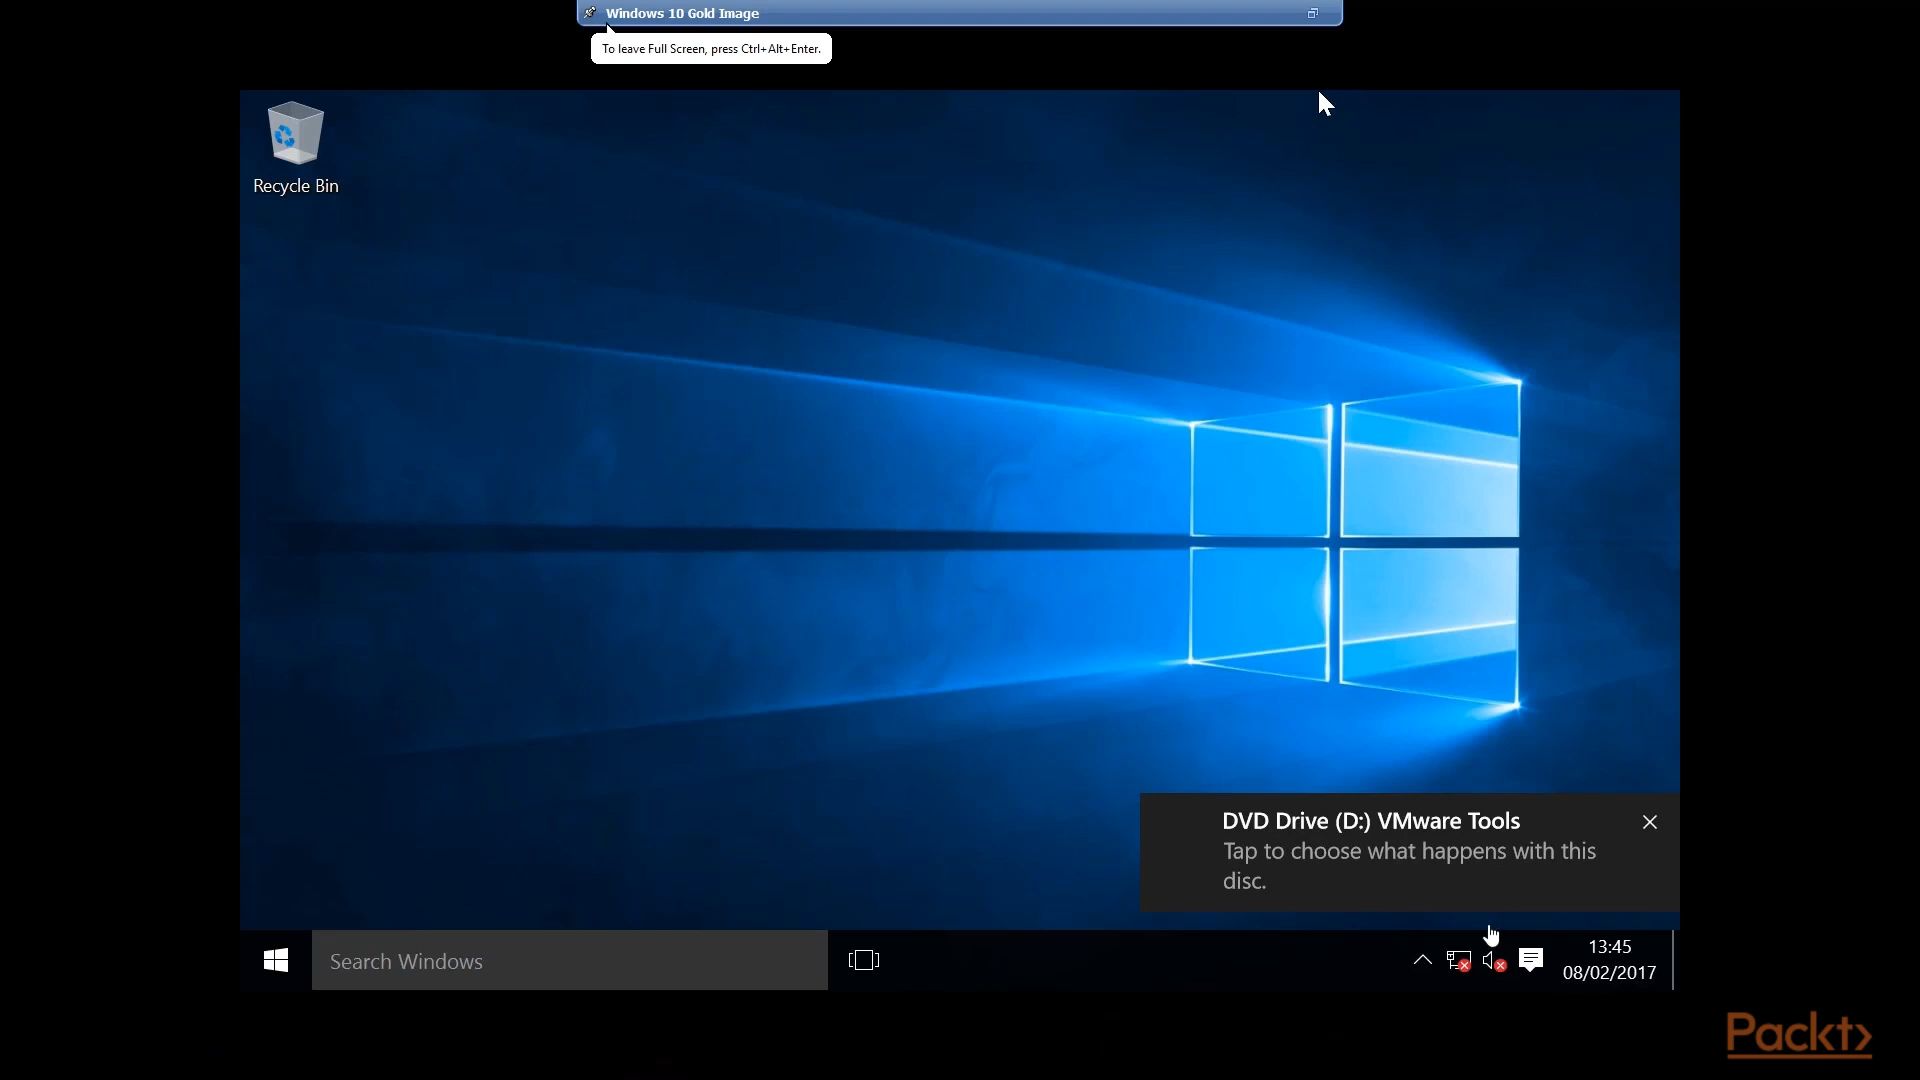 Windows 10 Gold Image
To leave Full Screen, press Ctrl+Alt+Enter.
Recycle Bin
DVD Drive (D:) VMware Tools
Tap to choose what happens with this
disc.
Search Windows
13:45
08/02/2017
Packt>